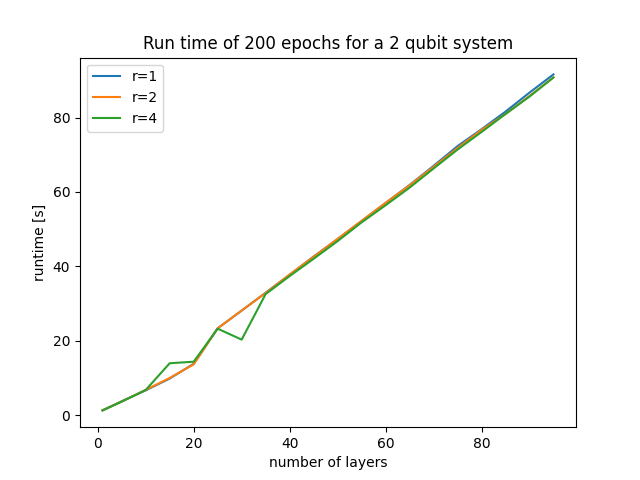 Run time of 200 epochs for a 2 qubit system
r=1
r=2
r=4
80
60
40
20
0
runtime [s]
0 20 40 60 80
number of layers